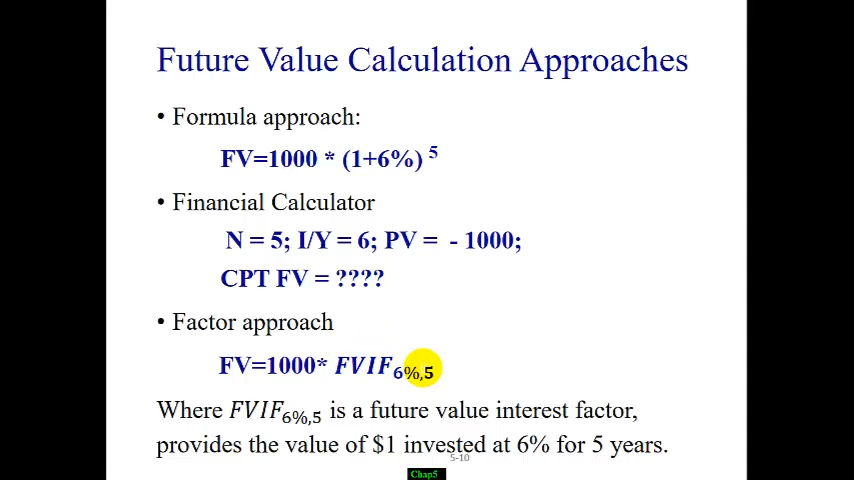 Future Value Calculation Approaches
• Formula approach:
FV=1000 * (1+6%) 5
• Financial Calculator
N = 5; I/Y = 6; PV = - 1000;
CPT FV = ????
• Factor approach
FV=1000* FVIF6%,5
Where FVIF6%,5 is a future value interest factor,
provides the value of $1 invested at 6% for 5 years.
5-10
Chap5